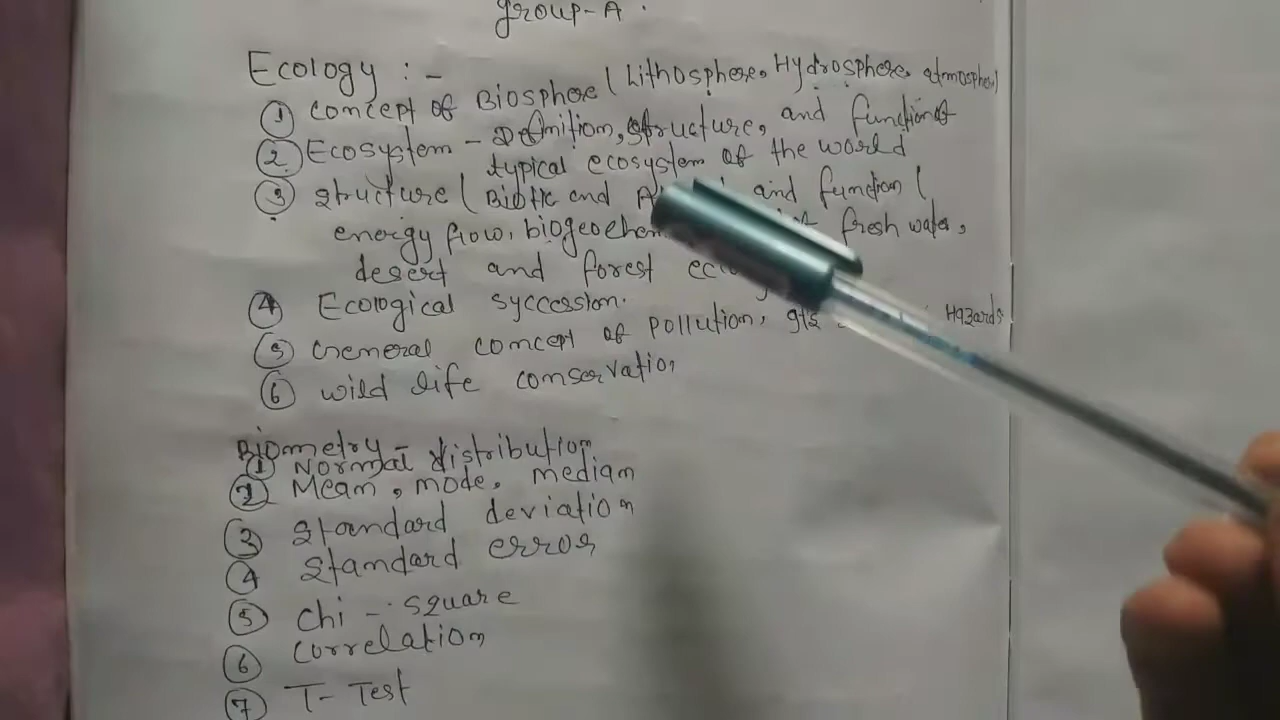 group-A.
Ecology :-
① concept of Biosphere (Lithosphere, Hydrosphere, atmosphere)
② Ecosystem - Definition, structure, and function of
typical ecosystem of the world
③ structure (Biotic and and function (
energy flow, fresh water,
desert and forest
④ Ecological succession.
⑤ General concept of pollution, Hazards
⑥ wild life conservation
Biometry -
① Normal distribution
② Mean, mode, median
③ standard deviation
④ standard error
⑤ chi - square
⑥ correlation
⑦ T- Test